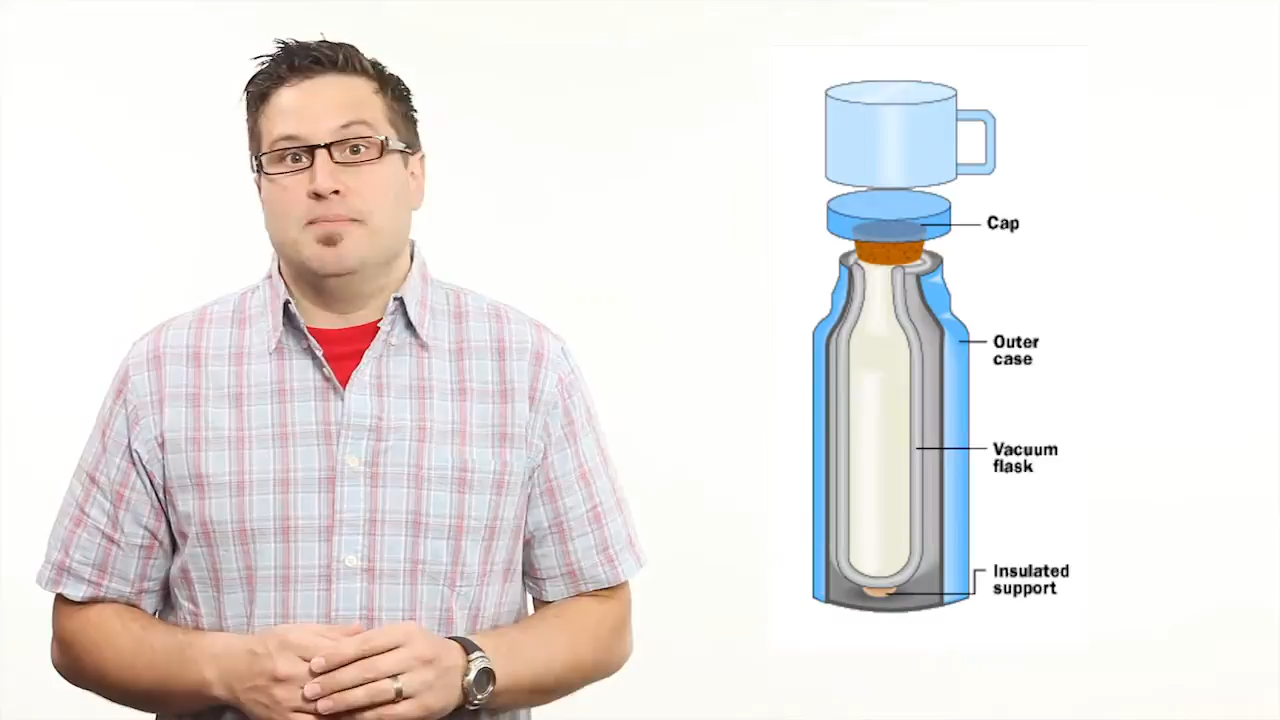 Cap
Outer
case
Vacuum
flask
Insulated
support